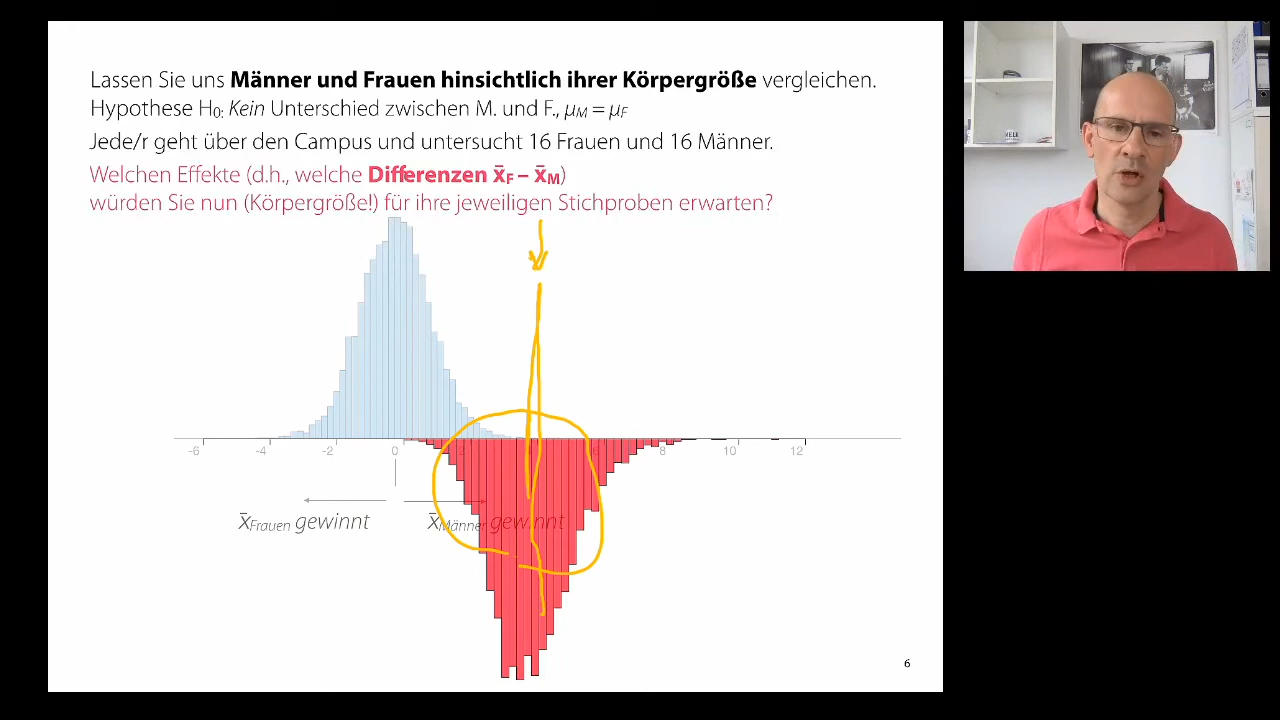 Lassen Sie uns Männer und Frauen hinsichtlich ihrer Körpergröße vergleichen.
Hypothese H0: Kein Unterschied zwischen M. und F., μM = μF
Jede/r geht über den Campus und untersucht 16 Frauen und 16 Männer.
Welchen Effekte (d.h., welche Differenzen x̄F – x̄M)
würden Sie nun (Körpergröße!) für ihre jeweiligen Stichproben erwarten?
-6 -4 -2 0 2 6 8 10 12
x̄Frauen gewinnt x̄Männer gewinnt
6